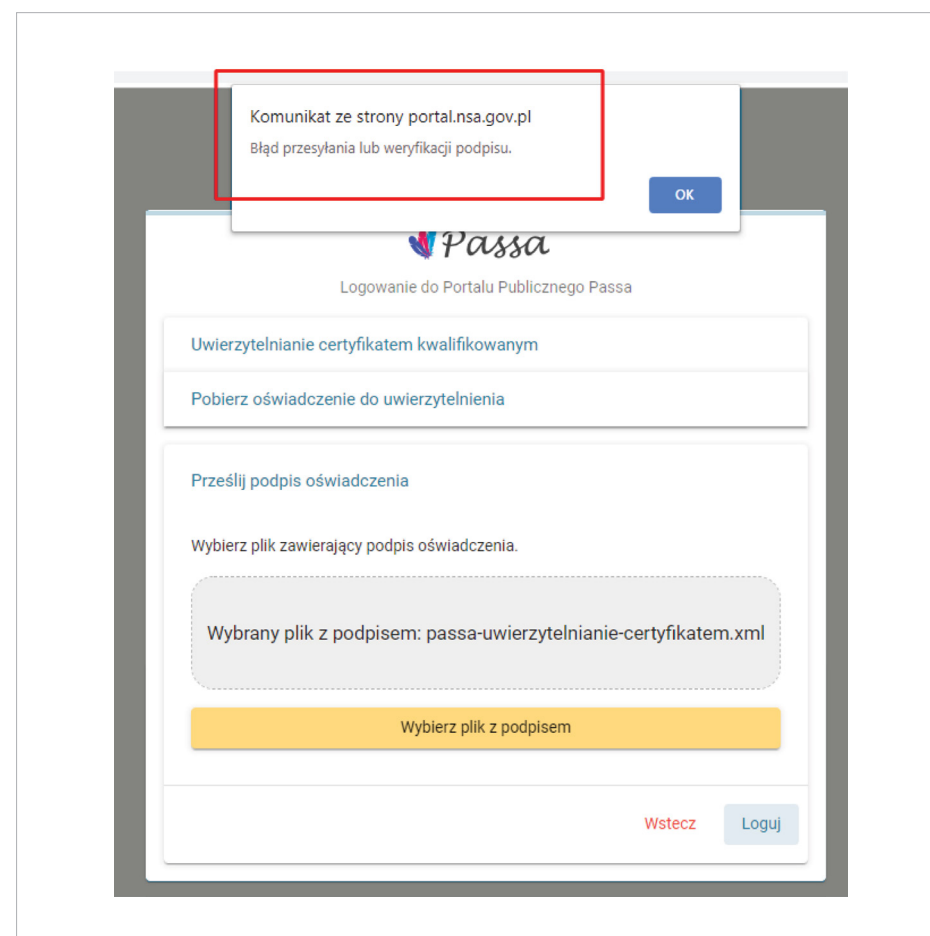 Komunikat ze strony portal.nsa.gov.pl
Błąd przesyłania lub weryfikacji podpisu.
OK
Passa
Logowanie do Portalu Publicznego Passa
Uwierzytelnianie certyfikatem kwalifikowanym
Pobierz oświadczenie do uwierzytelnienia
Prześlij podpis oświadczenia
Wybierz plik zawierający podpis oświadczenia.
Wybrany plik z podpisem: passa-uwierzytelnianie-certyfikatem.xml
Wybierz plik z podpisem
Wstecz Loguj